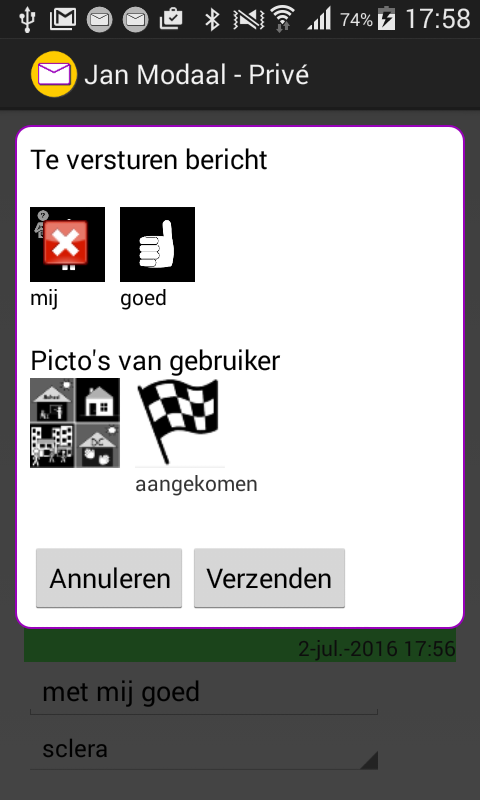 74% 17:58
Jan Modaal - Privé
Te versturen bericht
mij goed
Picto's van gebruiker
aangekomen
Annuleren Verzenden
2-jul.-2016 17:56
met mij goed
sclera